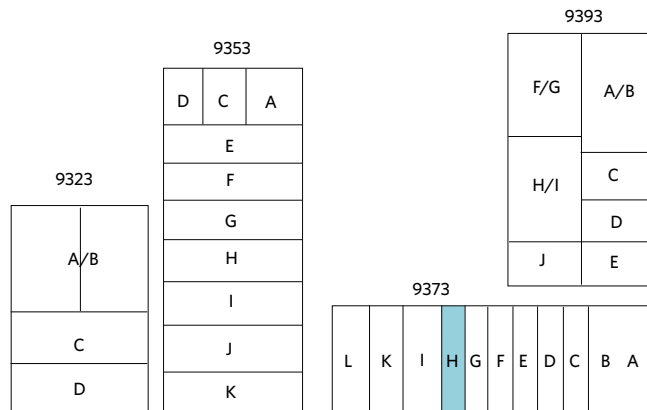 9323
A/B
C
D
9353
D C A
E
F
G
H
I
J
K
9393
F/G A/B
H/I C
D
J E
9373
L K I H G F E D C B A